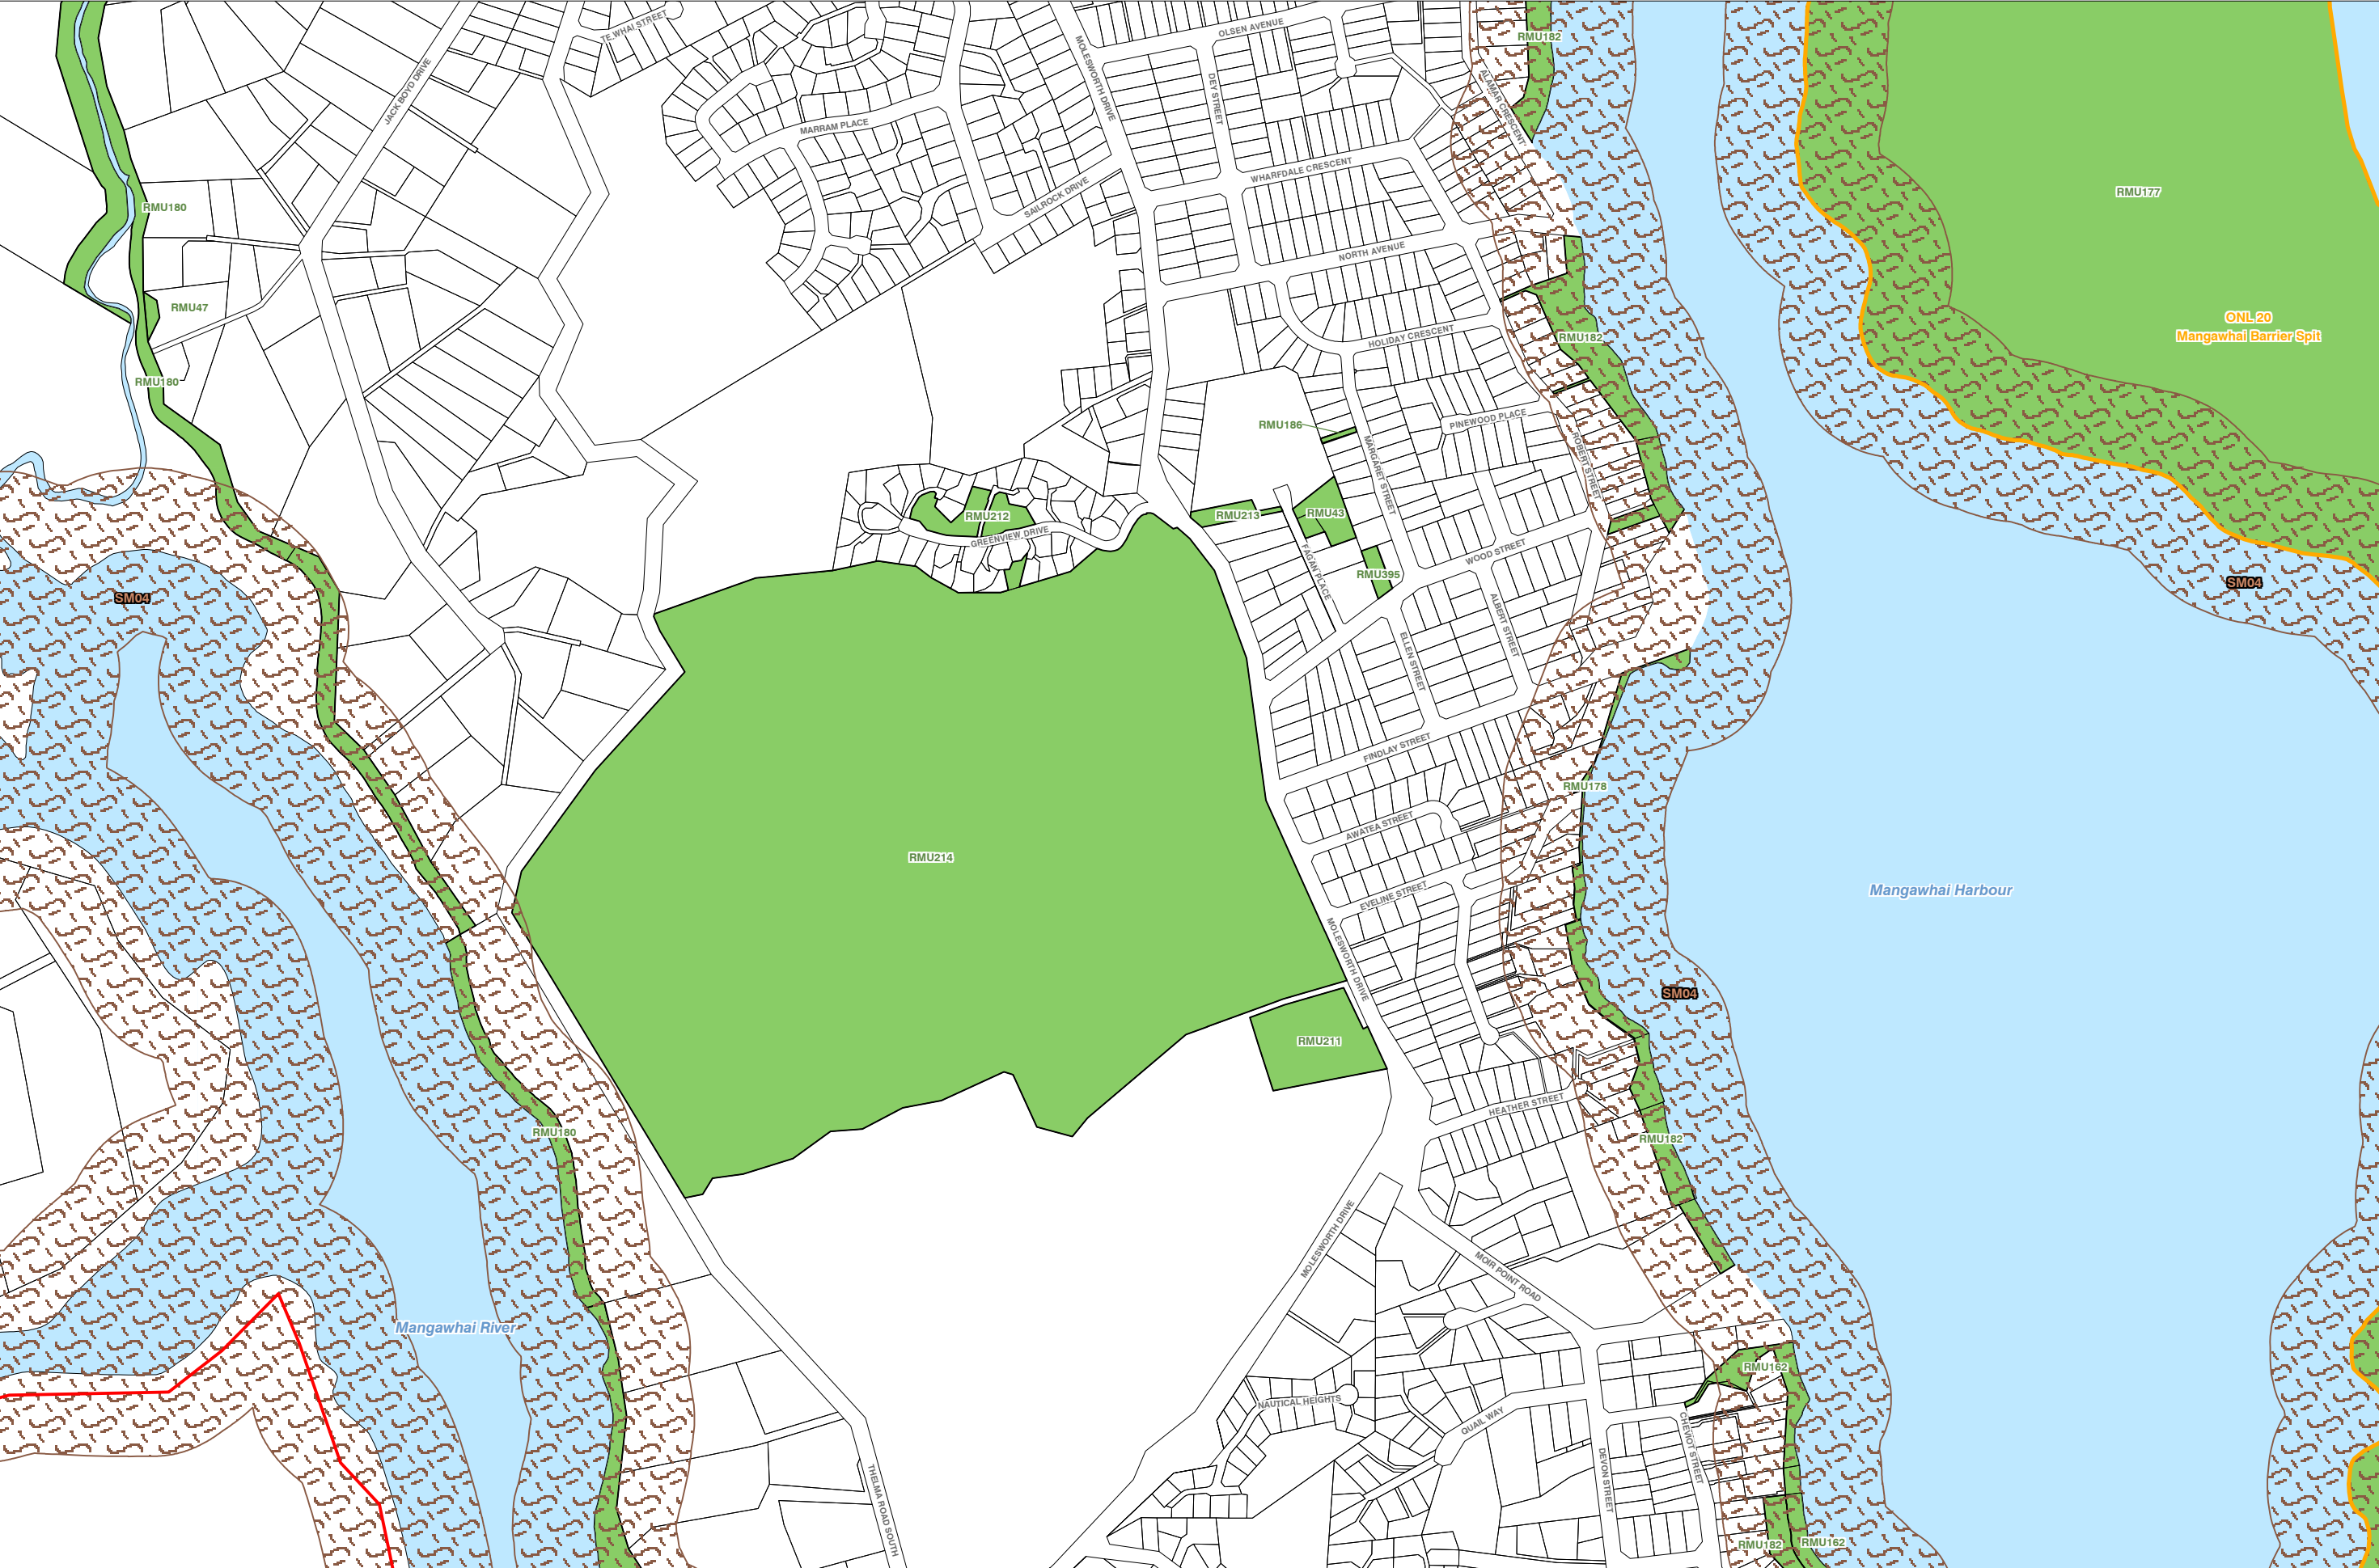 TE WHAI STREET
OLSEN AVENUE
RMU182
MOLESWORTH DRIVE
JACK BOYD DRIVE
DEY STREET
ALAMAR CRESCENT
MARRAM PLACE
WHARFDALE CRESCENT
RMU177
SAILROCK DRIVE
RMU180
NORTH AVENUE
RMU47
ONL 20
Mangawhai Barrier Spit
HOLIDAY CRESCENT
RMU182
RMU180
PINEWOOD PLACE
RMU186
ROBERT STREET
MARGARET STREET
RMU212
RMU213
RMU43
GREENVIEW DRIVE
WOOD STREET
FAGAN PLACE
RMU395
SM04
SM04
ALBERT STREET
ELLEN STREET
FINDLAY STREET
RMU178
AWATEA STREET
RMU214
EVELINE STREET
Mangawhai Harbour
MOLESWORTH DRIVE
SM04
RMU211
HEATHER STREET
RMU180
RMU182
MOLESWORTH DRIVE
MOIR POINT ROAD
Mangawhai River
RMU162
NAUTICAL HEIGHTS
QUAIL WAY
CHEVIOT STREET
DEVON STREET
THELMA ROAD SOUTH
RMU182
RMU162